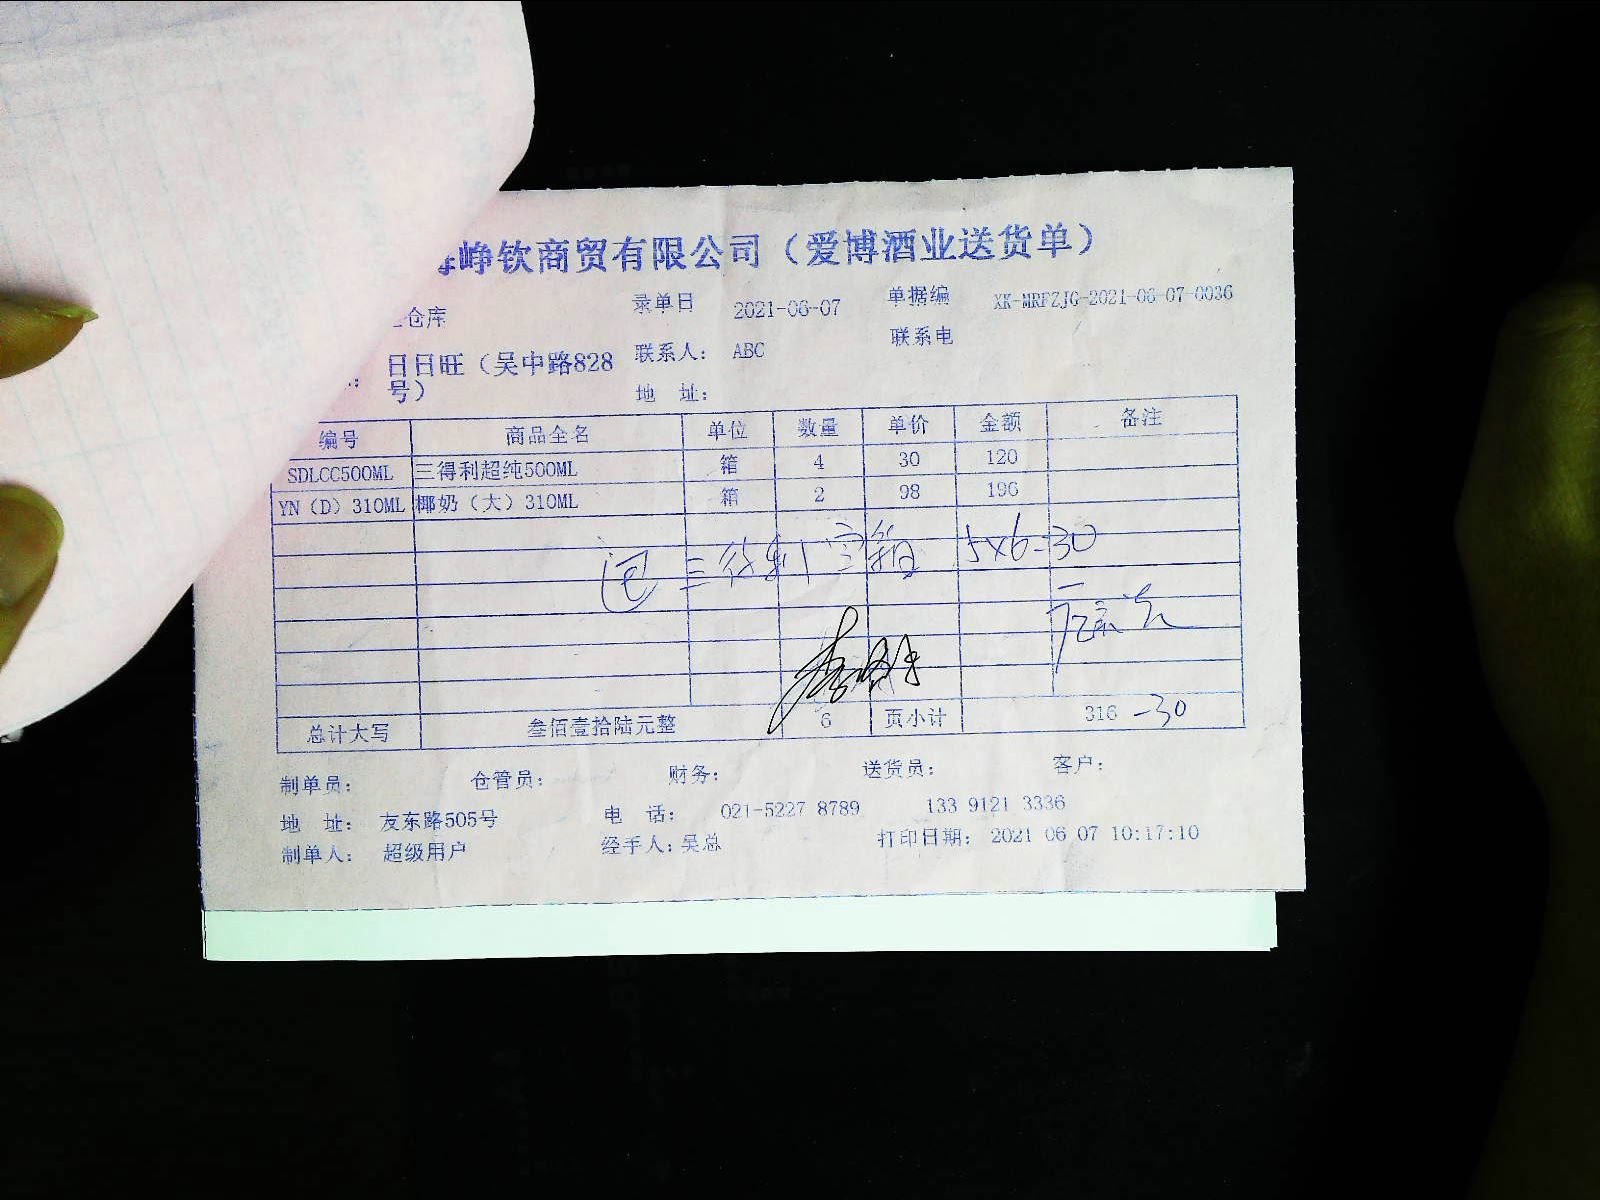 峥钦商贸有限公司（爱博酒业送货单）
仓库 录单日 2021-06-07 单据编 XK-MRFZJG-2021-06-07-0036
联系电
日日旺（吴中路828号） 联系人： ABC
地 址：
编号 商品全名 单位 数量 单价 金额 备注
SDLCC500ML 三得利超纯500ML 箱 4 30 120
YN（D）310ML 椰奶（大）310ML 箱 2 98 196
退三得利空箱 5X6=30
总计大写 叁佰壹拾陆元整 6 页小计 316 -30
制单员： 仓管员： 财务： 送货员： 客户：
地 址： 友东路505号 电 话： 021-5227 8789 133 9121 3336
制单人： 超级用户 经手人：吴总 打印日期： 2021 06 07 10:17:10